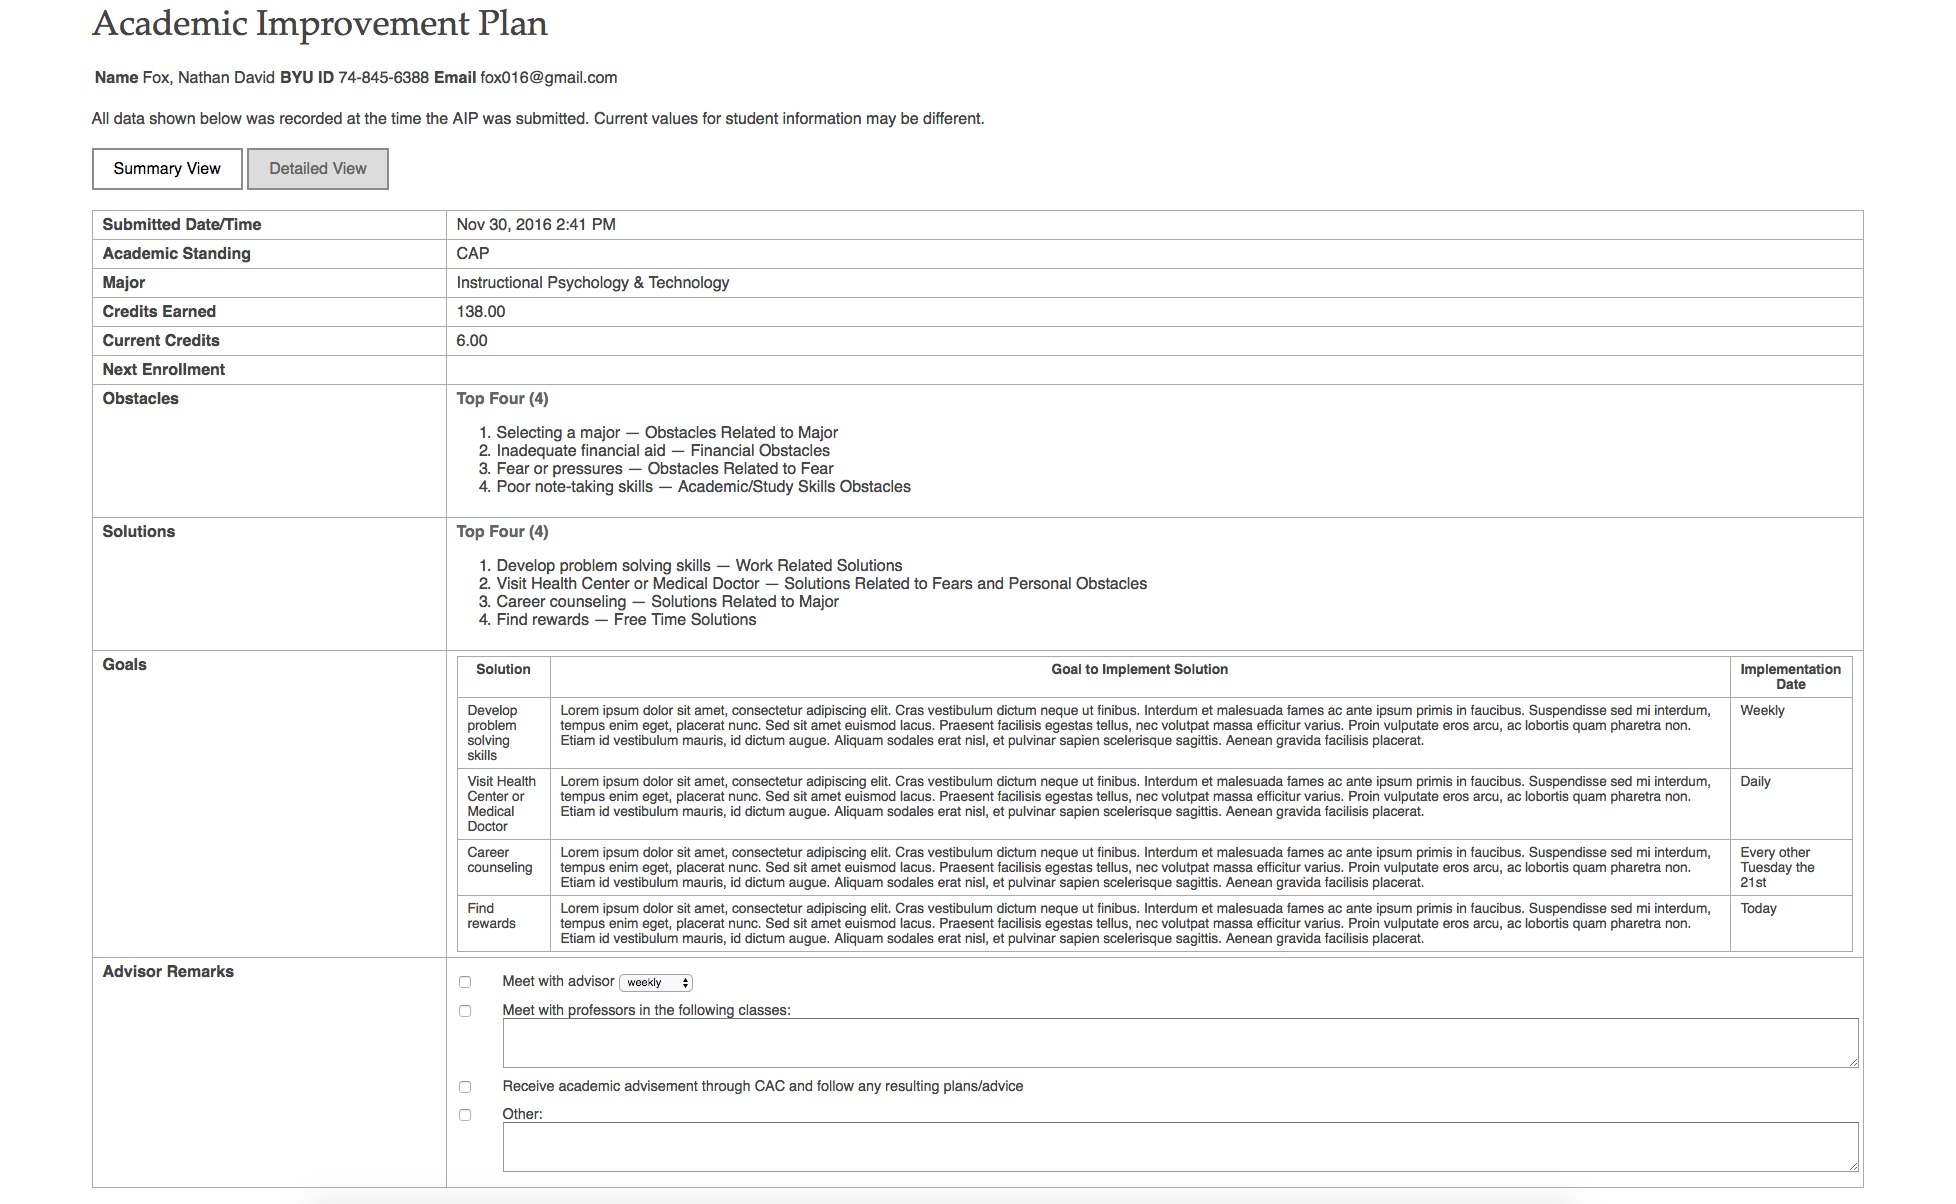 Academic Improvement Plan
Name Fox, Nathan David BYU ID 74-845-6388 Email fox016@gmail.com
All data shown below was recorded at the time the AIP was submitted. Current values for student information may be different.
Summary View Detailed View
Submitted Date/Time Nov 30, 2016 2:41 PM
Academic Standing CAP
Major Instructional Psychology & Technology
Credits Earned 138.00
Current Credits 6.00
Next Enrollment
Obstacles Top Four (4)
1. Selecting a major — Obstacles Related to Major
2. Inadequate financial aid — Financial Obstacles
3. Fear or pressures — Obstacles Related to Fear
4. Poor note-taking skills — Academic/Study Skills Obstacles
Solutions Top Four (4)
1. Develop problem solving skills — Work Related Solutions
2. Visit Health Center or Medical Doctor — Solutions Related to Fears and Personal Obstacles
3. Career counseling — Solutions Related to Major
4. Find rewards — Free Time Solutions
Goals
Solution
Goal to Implement Solution
Implementation
Date
Develop
problem
solving
skills
Lorem ipsum dolor sit amet, consectetur adipiscing elit. Cras vestibulum dictum neque ut finibus. Interdum et malesuada fames ac ante ipsum primis in faucibus. Suspendisse sed mi interdum,
tempus enim eget, placerat nunc. Sed sit amet euismod lacus. Praesent facilisis egestas tellus, nec volutpat massa efficitur varius. Proin vulputate eros arcu, ac lobortis quam pharetra non.
Etiam id vestibulum mauris, id dictum augue. Aliquam sodales erat nisl, et pulvinar sapien scelerisque sagittis. Aenean gravida facilisis placerat.
Weekly
Visit Health
Center or
Medical
Doctor
Lorem ipsum dolor sit amet, consectetur adipiscing elit. Cras vestibulum dictum neque ut finibus. Interdum et malesuada fames ac ante ipsum primis in faucibus. Suspendisse sed mi interdum,
tempus enim eget, placerat nunc. Sed sit amet euismod lacus. Praesent facilisis egestas tellus, nec volutpat massa efficitur varius. Proin vulputate eros arcu, ac lobortis quam pharetra non.
Etiam id vestibulum mauris, id dictum augue. Aliquam sodales erat nisl, et pulvinar sapien scelerisque sagittis. Aenean gravida facilisis placerat.
Daily
Career
counseling
Lorem ipsum dolor sit amet, consectetur adipiscing elit. Cras vestibulum dictum neque ut finibus. Interdum et malesuada fames ac ante ipsum primis in faucibus. Suspendisse sed mi interdum,
tempus enim eget, placerat nunc. Sed sit amet euismod lacus. Praesent facilisis egestas tellus, nec volutpat massa efficitur varius. Proin vulputate eros arcu, ac lobortis quam pharetra non.
Etiam id vestibulum mauris, id dictum augue. Aliquam sodales erat nisl, et pulvinar sapien scelerisque sagittis. Aenean gravida facilisis placerat.
Every other
Tuesday the
21st
Find
rewards
Lorem ipsum dolor sit amet, consectetur adipiscing elit. Cras vestibulum dictum neque ut finibus. Interdum et malesuada fames ac ante ipsum primis in faucibus. Suspendisse sed mi interdum,
tempus enim eget, placerat nunc. Sed sit amet euismod lacus. Praesent facilisis egestas tellus, nec volutpat massa efficitur varius. Proin vulputate eros arcu, ac lobortis quam pharetra non.
Etiam id vestibulum mauris, id dictum augue. Aliquam sodales erat nisl, et pulvinar sapien scelerisque sagittis. Aenean gravida facilisis placerat.
Today
Advisor Remarks
Meet with advisor weekly
Meet with professors in the following classes:
Receive academic advisement through CAC and follow any resulting plans/advice
Other: